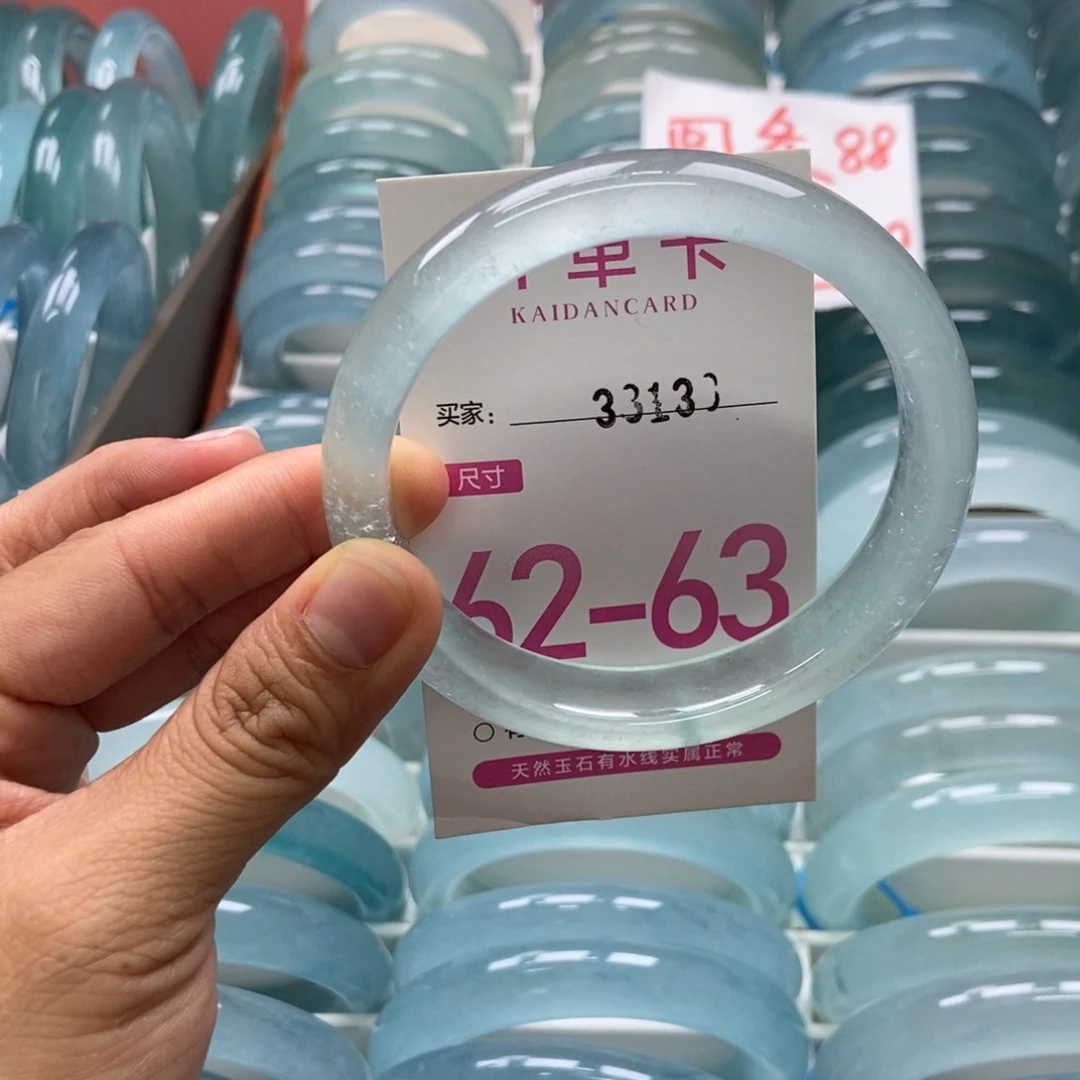 圆条88
单卡
KAIDANCARD
买家: 33133
尺寸
62-63
天然玉石有水线实属正常